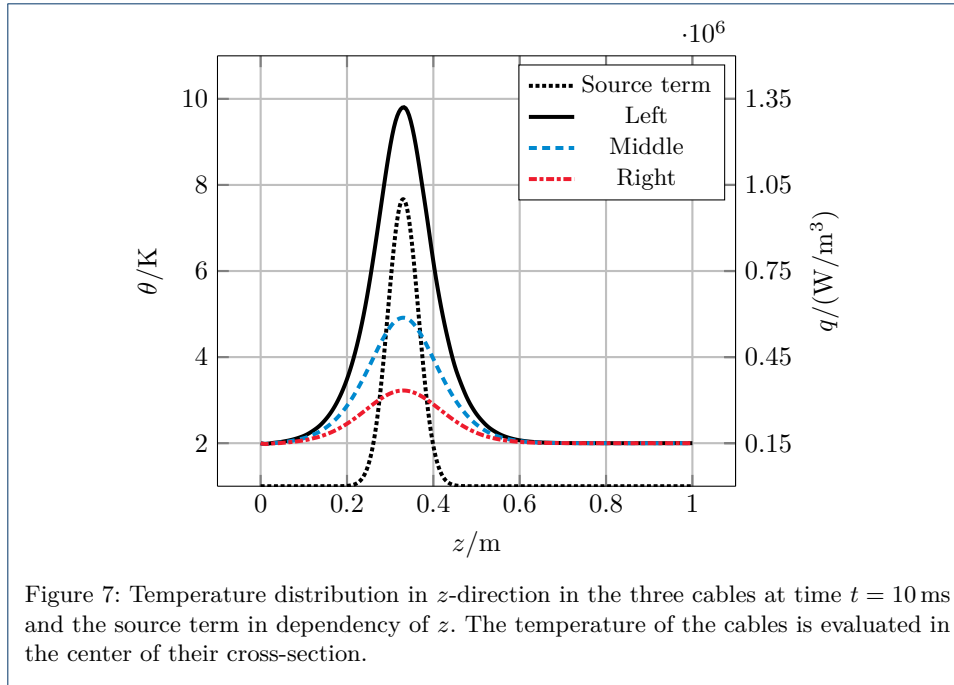 ·10⁶
Source term
Left
Middle
Right
10
8
6
4
2
θ/K
1.35
1.05
0.75
0.45
0.15
q/(W/m³)
0
0.2
0.4
0.6
0.8
1
z/m
Figure 7: Temperature distribution in z-direction in the three cables at time t = 10 ms
and the source term in dependency of z. The temperature of the cables is evaluated in
the center of their cross-section.